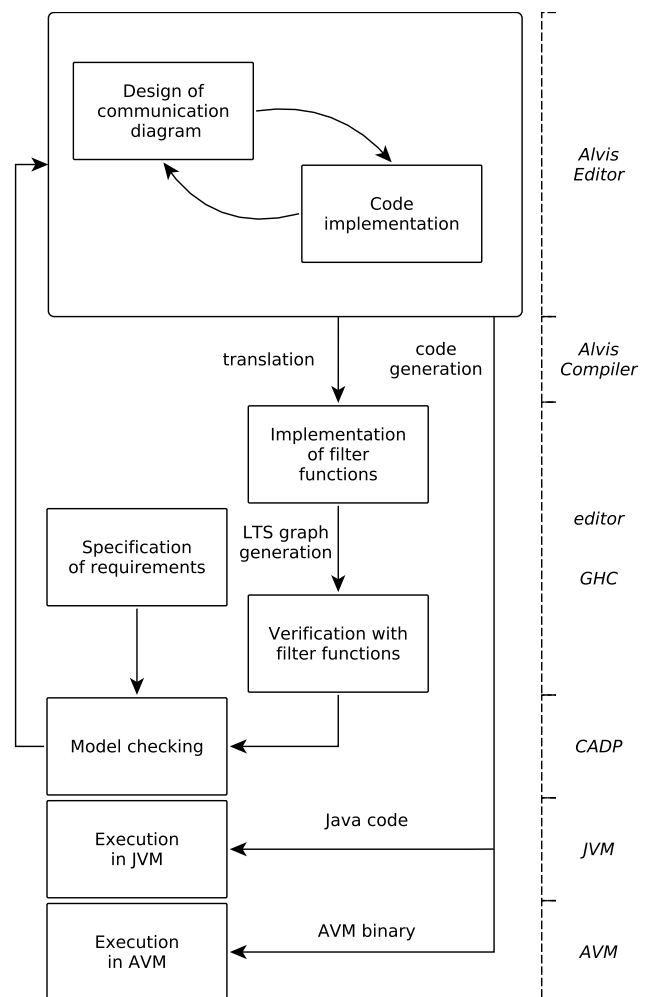 Design of
communication
diagram
Code
implementation
Alvis
Editor
translation
code
generation
Alvis
Compiler
Implementation
of filter
functions
LTS graph
generation
Specification
of requirements
editor
GHC
Verification with
filter functions
Model checking
CADP
Java code
Execution
in JVM
JVM
AVM binary
Execution
in AVM
AVM